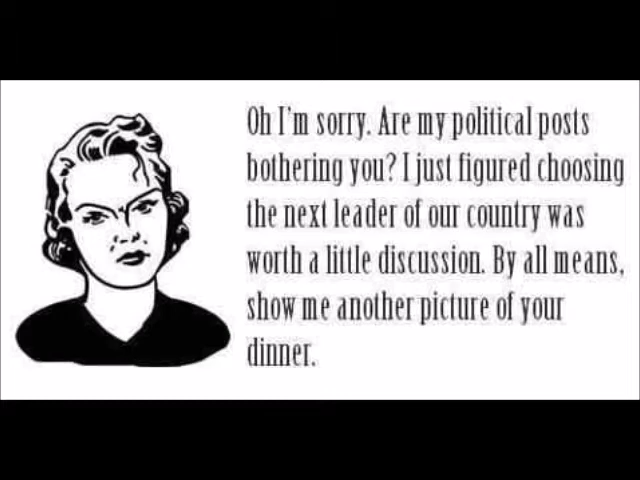 Oh I'm sorry. Are my political posts
bothering you? I just figured choosing
the next leader of our country was
worth a little discussion. By all means,
show me another picture of your
dinner.